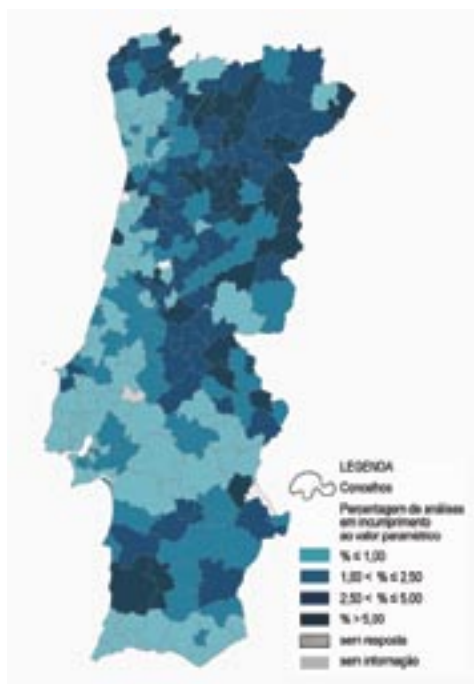 LEGENDA
Concelhos
Percentagem de análises
em incumprimento
ao valor paramétrico
% ≤ 1,00
1,00 < % ≤ 2,50
2,50 < % ≤ 5,00
% > 5,00
sem resposta
sem informação